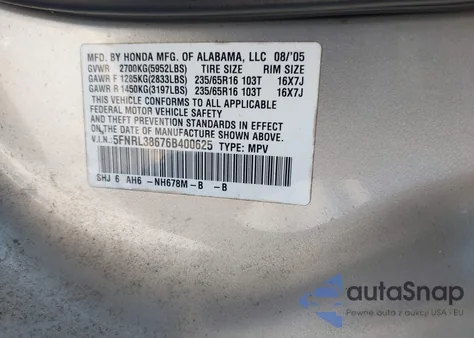 MFD. BY HONDA MFG. OF ALABAMA, LLC 08/'05
GVWR 2700KG(5952LBS) TIRE SIZE RIM SIZE
GAWR F 1285KG(2833LBS) 235/65R16 103T 16X7J
GAWR R 1450KG(3197LBS) 235/65R16 103T 16X7J
THIS VEHICLE CONFORMS TO ALL APPLICABLE
FEDERAL MOTOR VEHICLE SAFETY
AND THEFT PREVENTION STANDARDS IN EFFECT ON
THE DATE OF MANUFACTURE SHOWN ABOVE.
V.I.N.:5FNRL38676B400625 TYPE: MPV
SHJ 6 AH6 -NH678M-B -B
autoSnap
Pewne auta z aukcji USA i EU